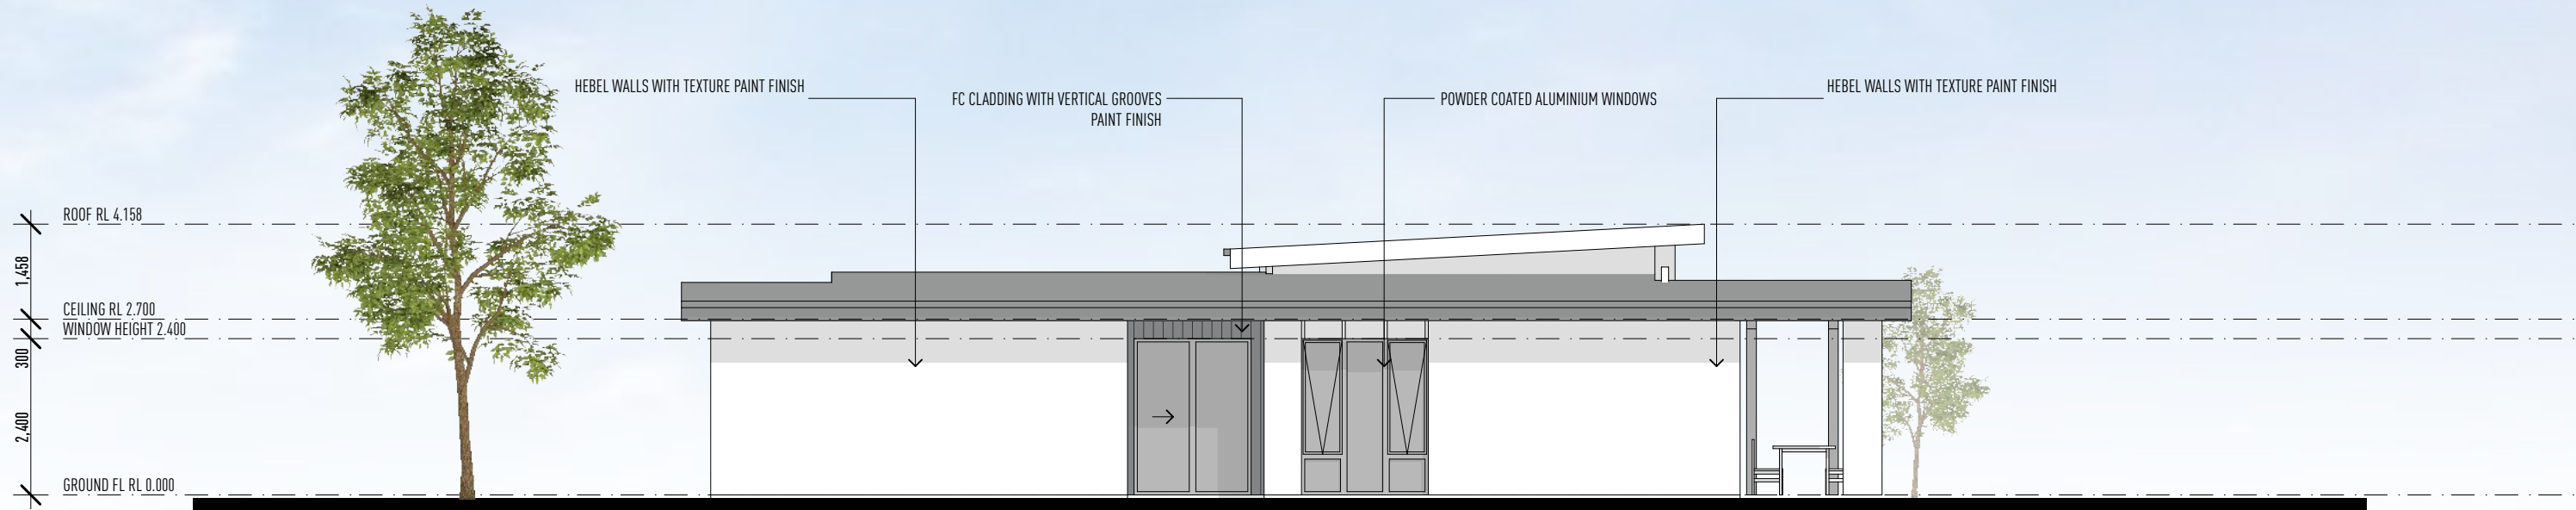 HEBEL WALLS WITH TEXTURE PAINT FINISH
FC CLADDING WITH VERTICAL GROOVES
PAINT FINISH
POWDER COATED ALUMINIUM WINDOWS
HEBEL WALLS WITH TEXTURE PAINT FINISH
ROOF RL 4.158
1,458
CEILING RL 2.700
WINDOW HEIGHT 2.400
300
2,400
GROUND FL RL 0.000